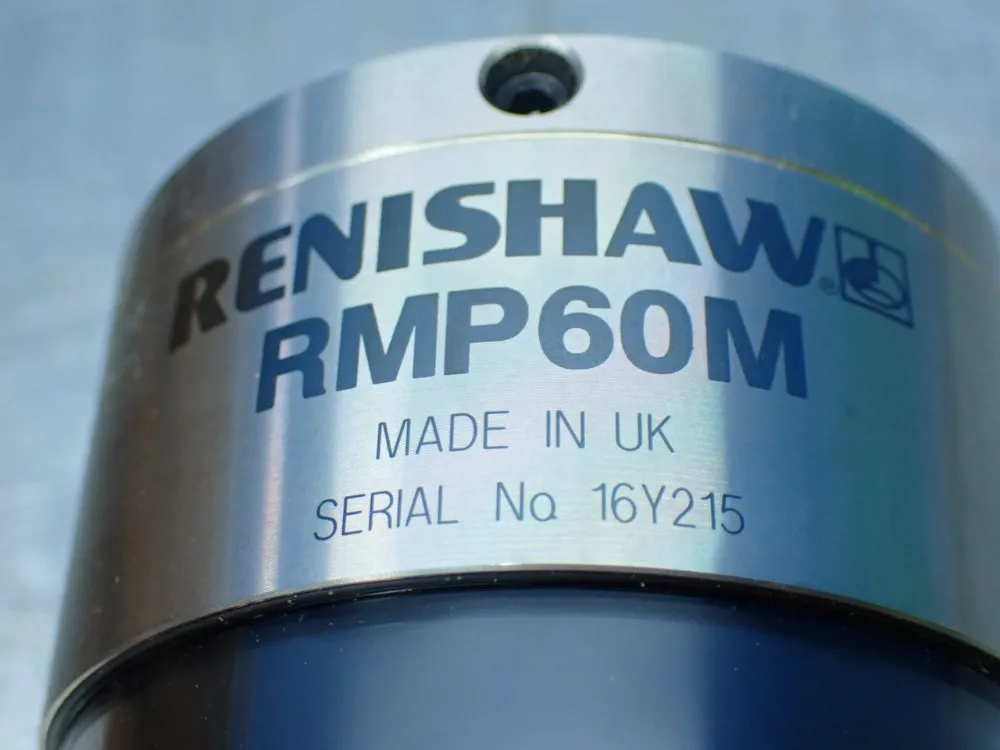 RENISHAW®
RMP60M
MADE IN UK
SERIAL No 16Y215